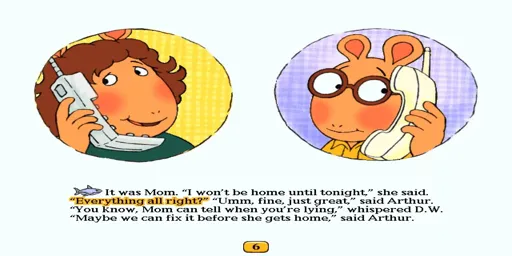 It was Mom. “I won’t be home until tonight,” she said.
“Everything all right?” “Umm, fine, just great,” said Arthur.
“You know, Mom can tell when you’re lying,” whispered D.W.
“Maybe we can fix it before she gets home,” said Arthur.
6